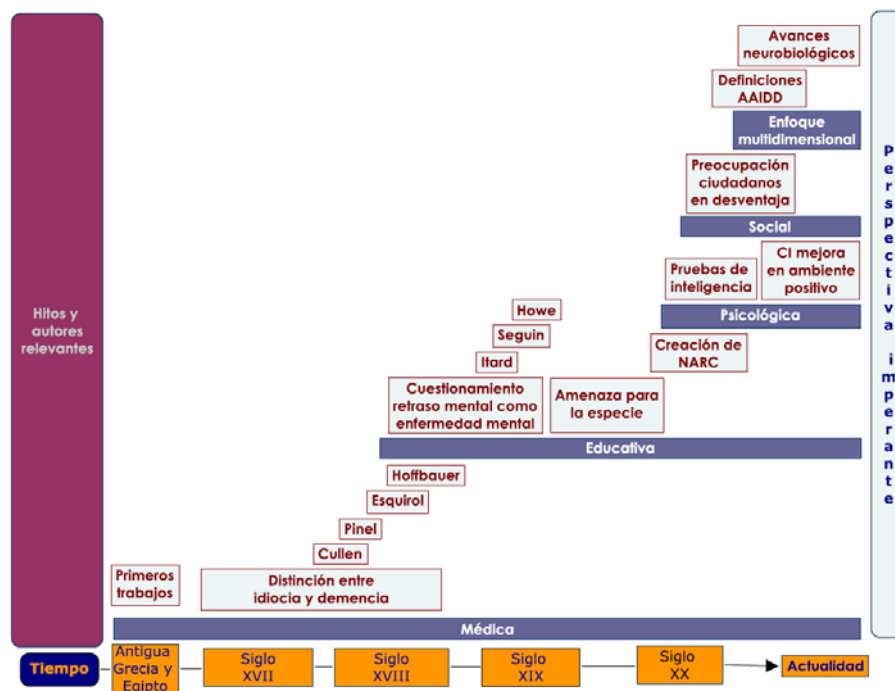 Avances
neurobiológicos
Definiciones
AAIDD
Enfoque
multidimensional
Preocupación
ciudadanos
en desventaja
Social
Pruebas de
inteligencia
CI mejora
en ambiente
positivo
Psicológica
Howe
Seguin
Itard
Creación de
NARC
Cuestionamiento
retraso mental como
enfermedad mental
Amenaza para
la especie
Educativa
Hoffbauer
Esquirol
Pinel
Cullen
Primeros
trabajos
Distinción entre
idiocia y demencia
Médica
Hitos y
autores
relevantes
Perspectiva imperante
Tiempo
Antigua
Grecia y
Egipto
Siglo
XVII
Siglo
XVIII
Siglo
XIX
Siglo
XX
Actualidad